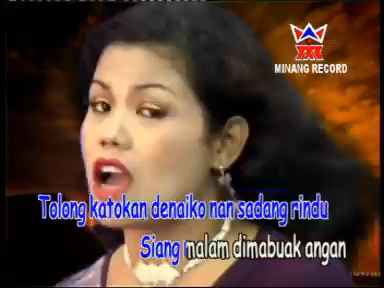 MINANG RECORD
Tolong katokan denaiko nan sadang rindu
Siang malam dimabuak angan